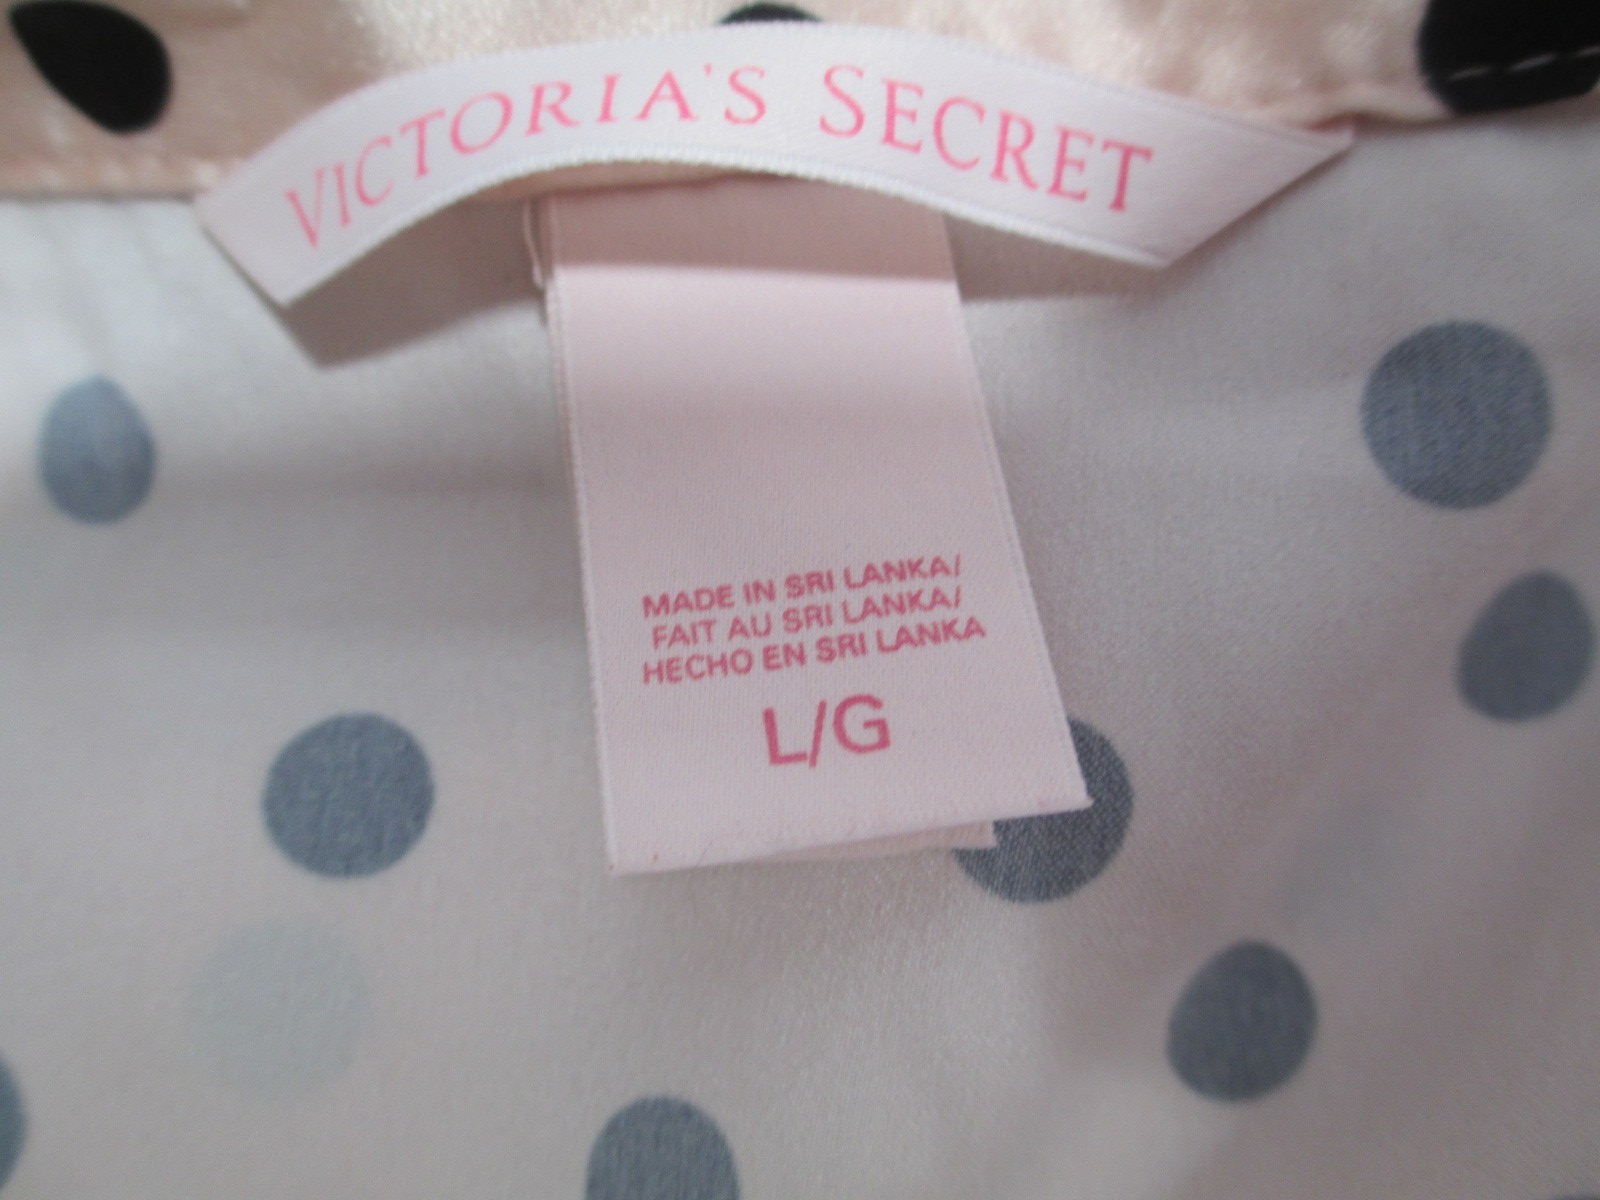 VICTORIA'S SECRET
MADE IN SRI LANKA/
FAIT AU SRI LANKA/
HECHO EN SRI LANKA
L/G